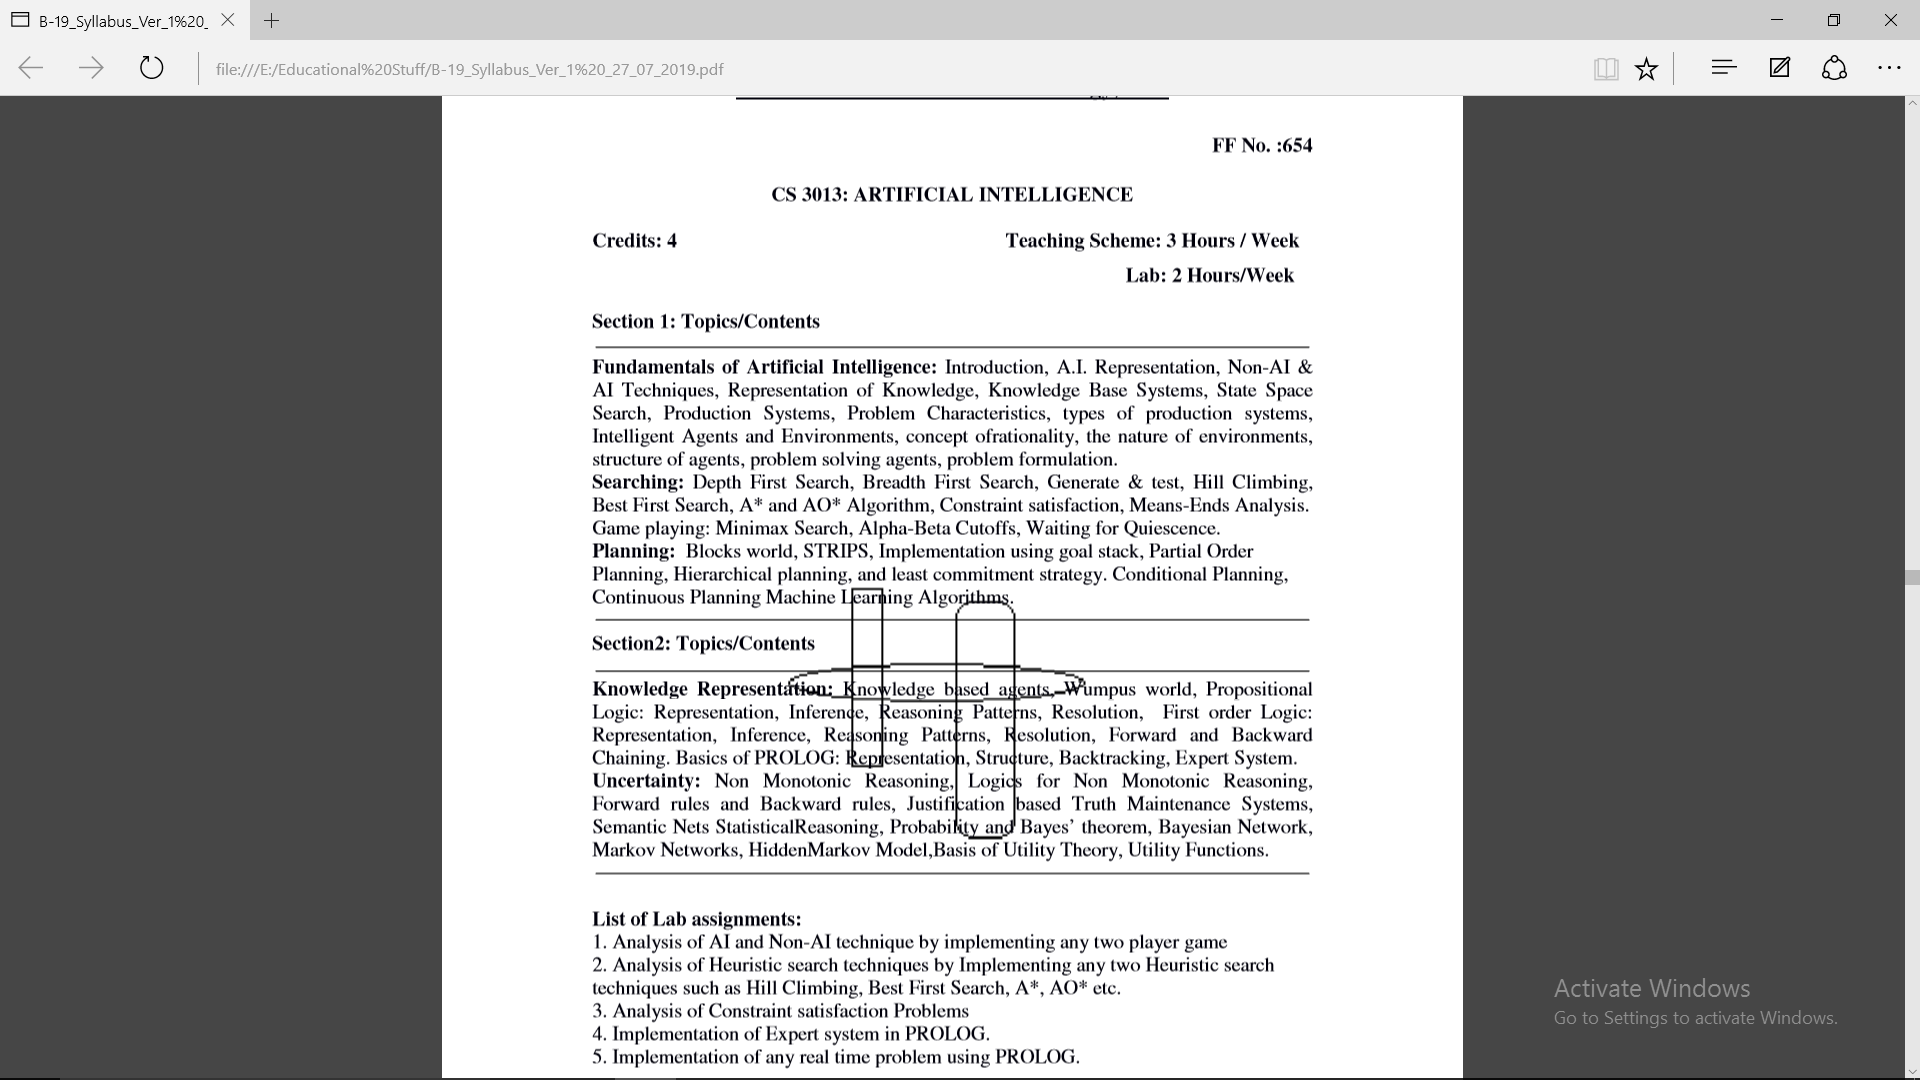 B-19_Syllabus_Ver_1%20_
file:///E:/Educational%20Stuff/B-19_Syllabus_Ver_1%20_27_07_2019.pdf
FF No. :654
CS 3013: ARTIFICIAL INTELLIGENCE
Credits: 4 Teaching Scheme: 3 Hours / Week
Lab: 2 Hours/Week
Section 1: Topics/Contents
Fundamentals of Artificial Intelligence: Introduction, A.I. Representation, Non-AI &
AI Techniques, Representation of Knowledge, Knowledge Base Systems, State Space
Search, Production Systems, Problem Characteristics, types of production systems,
Intelligent Agents and Environments, concept ofrationality, the nature of environments,
structure of agents, problem solving agents, problem formulation.
Searching: Depth First Search, Breadth First Search, Generate & test, Hill Climbing,
Best First Search, A* and AO* Algorithm, Constraint satisfaction, Means-Ends Analysis.
Game playing: Minimax Search, Alpha-Beta Cutoffs, Waiting for Quiescence.
Planning: Blocks world, STRIPS, Implementation using goal stack, Partial Order
Planning, Hierarchical planning, and least commitment strategy. Conditional Planning,
Continuous Planning Machine Learning Algorithms.
Section2: Topics/Contents
Knowledge Representation: Knowledge based agents, Wumpus world, Propositional
Logic: Representation, Inference, Reasoning Patterns, Resolution, First order Logic:
Representation, Inference, Reasoning Patterns, Resolution, Forward and Backward
Chaining. Basics of PROLOG: Representation, Structure, Backtracking, Expert System.
Uncertainty: Non Monotonic Reasoning, Logics for Non Monotonic Reasoning,
Forward rules and Backward rules, Justification based Truth Maintenance Systems,
Semantic Nets StatisticalReasoning, Probability and Bayes’ theorem, Bayesian Network,
Markov Networks, HiddenMarkov Model,Basis of Utility Theory, Utility Functions.
List of Lab assignments:
1. Analysis of AI and Non-AI technique by implementing any two player game
2. Analysis of Heuristic search techniques by Implementing any two Heuristic search
techniques such as Hill Climbing, Best First Search, A*, AO* etc.
3. Analysis of Constraint satisfaction Problems
4. Implementation of Expert system in PROLOG.
5. Implementation of any real time problem using PROLOG.
Activate Windows
Go to Settings to activate Windows.